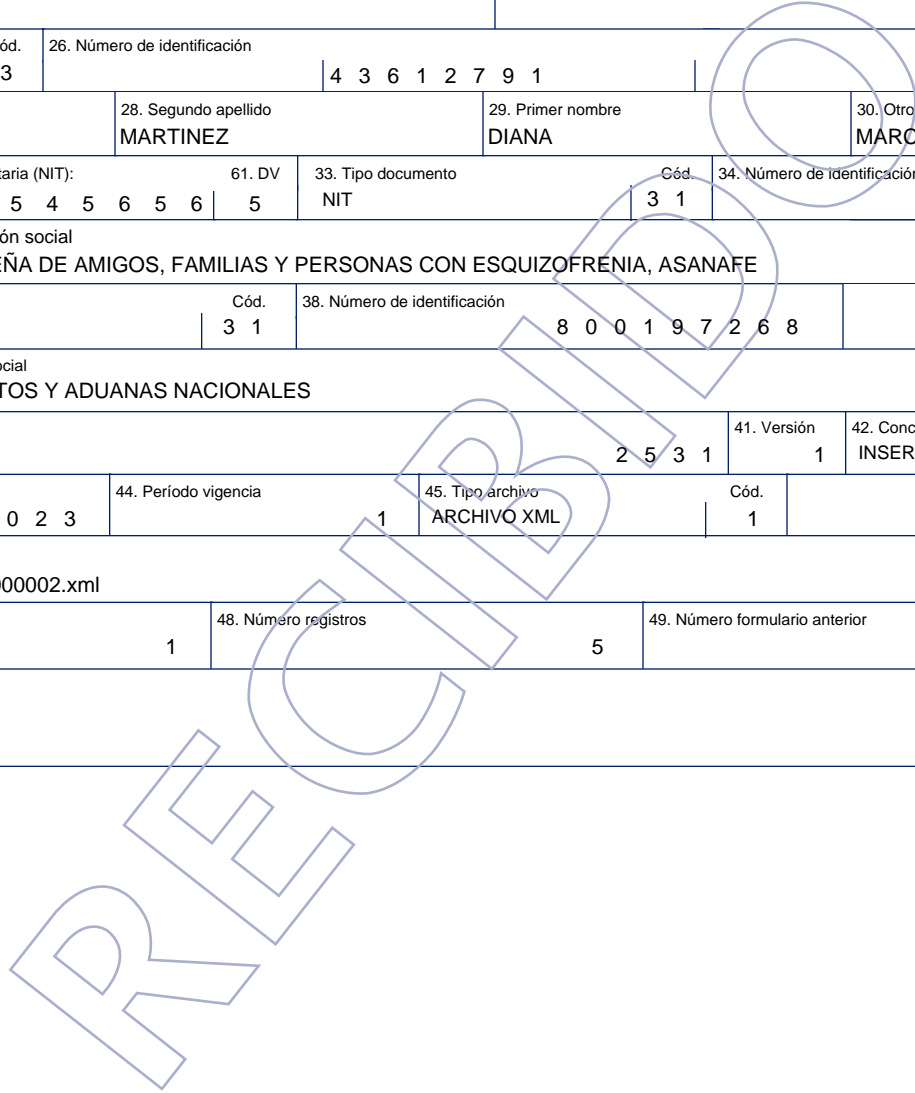 ód. 26. Número de identificación
3 4 3 6 1 2 7 9 1
28. Segundo apellido 29. Primer nombre 30. Otro
MARTINEZ DIANA MARC
taria (NIT): 61. DV 33. Tipo documento Cód. 34. Número de identificación
5 4 5 6 5 6 5 NIT 3 1
ón social
EÑA DE AMIGOS, FAMILIAS Y PERSONAS CON ESQUIZOFRENIA, ASANAFE
Cód. 38. Número de identificación
3 1 8 0 0 1 9 7 2 6 8
ocial
TOS Y ADUANAS NACIONALES
41. Versión 42. Conc
2 5 3 1 1 INSER
44. Período vigencia 45. Tipo archivo Cód.
0 2 3 1 ARCHIVO XML 1
000002.xml
48. Número registros 49. Número formulario anterior
1 5
RECIBIDO